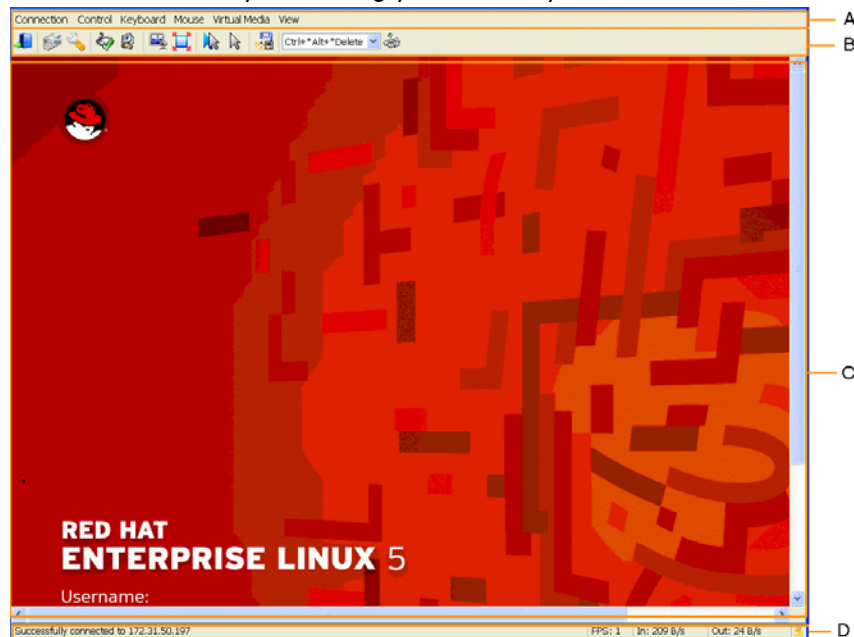 Connection Control Keyboard Mouse Virtual Media View
A
B
Ctrl+*Alt+*Delete
C
RED HAT
ENTERPRISE LINUX 5
Username:
Successfully connected to 172.31.50.197 FPS: 1 In: 209 B/s Out: 24 B/s
D